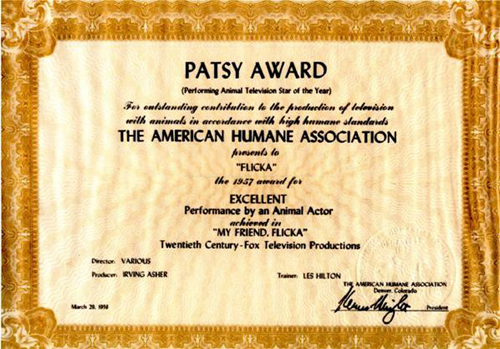 PATSY AWARD
(Performing Animal Television Star of the Year)
For outstanding contribution to the production of television
with animals in accordance with high humane standards
THE AMERICAN HUMANE ASSOCIATION
presents to
"FLICKA"
the 1957 award for
EXCELLENT
Performance by an Animal Actor
achieved in
"MY FRIEND, FLICKA"
Twentieth Century-Fox Television Productions
Director: VARIOUS
Producer: IRVING ASHER
Trainer: LES HILTON
THE AMERICAN HUMANE ASSOCIATION
Denver, Colorado
President
March 29, 1958